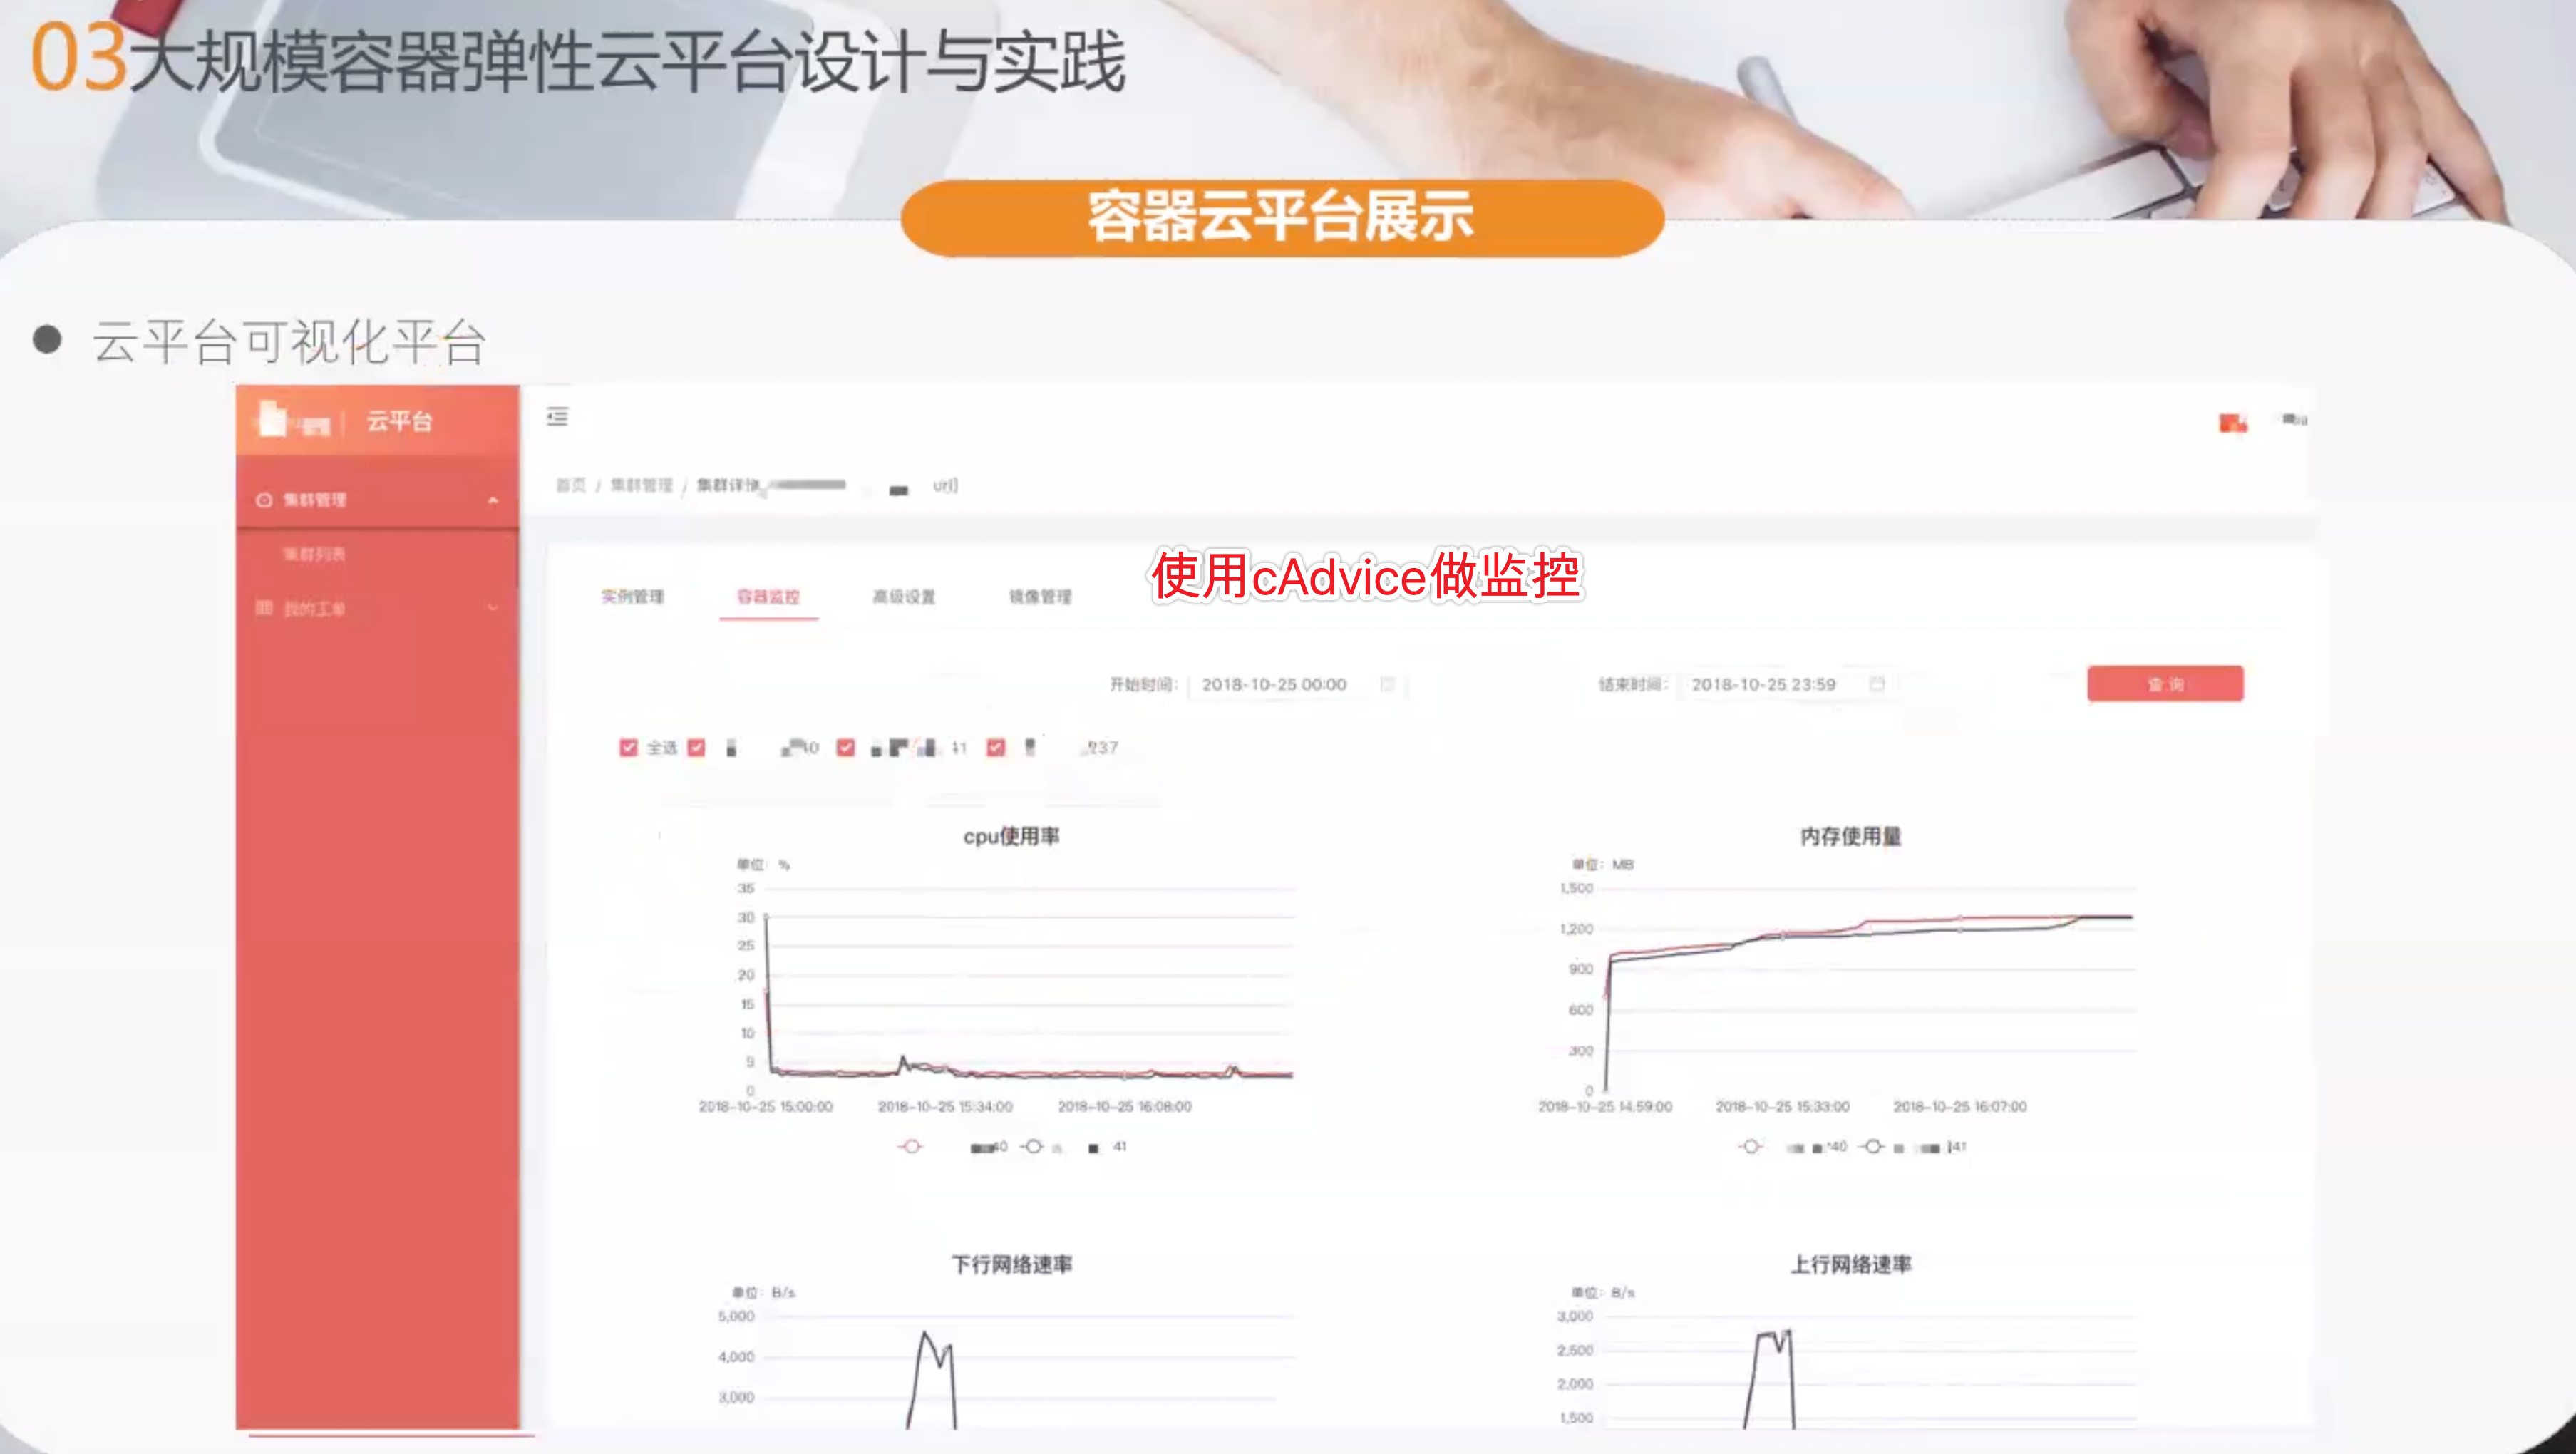 03大规模容器弹性云平台设计与实践
容器云平台展示
云平台可视化平台
云平台
集群管理
首页 / 集群管理 / 集群详情
url]
集群列表
我的工单
使用cAdvice做监控
实例管理 容器监控 高级设置 镜像管理
开始时间: 2018-10-25 00:00 结束时间: 2018-10-25 23:59 查 询
全选 40 41 237
cpu使用率
单位: %
35
30
25
20
15
10
5
0
2018-10-25 15:00:00 2018-10-25 15:34:00 2018-10-25 16:08:00
40 41
内存使用量
单位: MB
1,500
1,200
900
600
300
0
2018-10-25 14:59:00 2018-10-25 15:33:00 2018-10-25 16:07:00
40 141
下行网络速率
单位: B/s
5,000
4,000
3,000
上行网络速率
单位: B/s
3,000
2,500
2,000
1,500